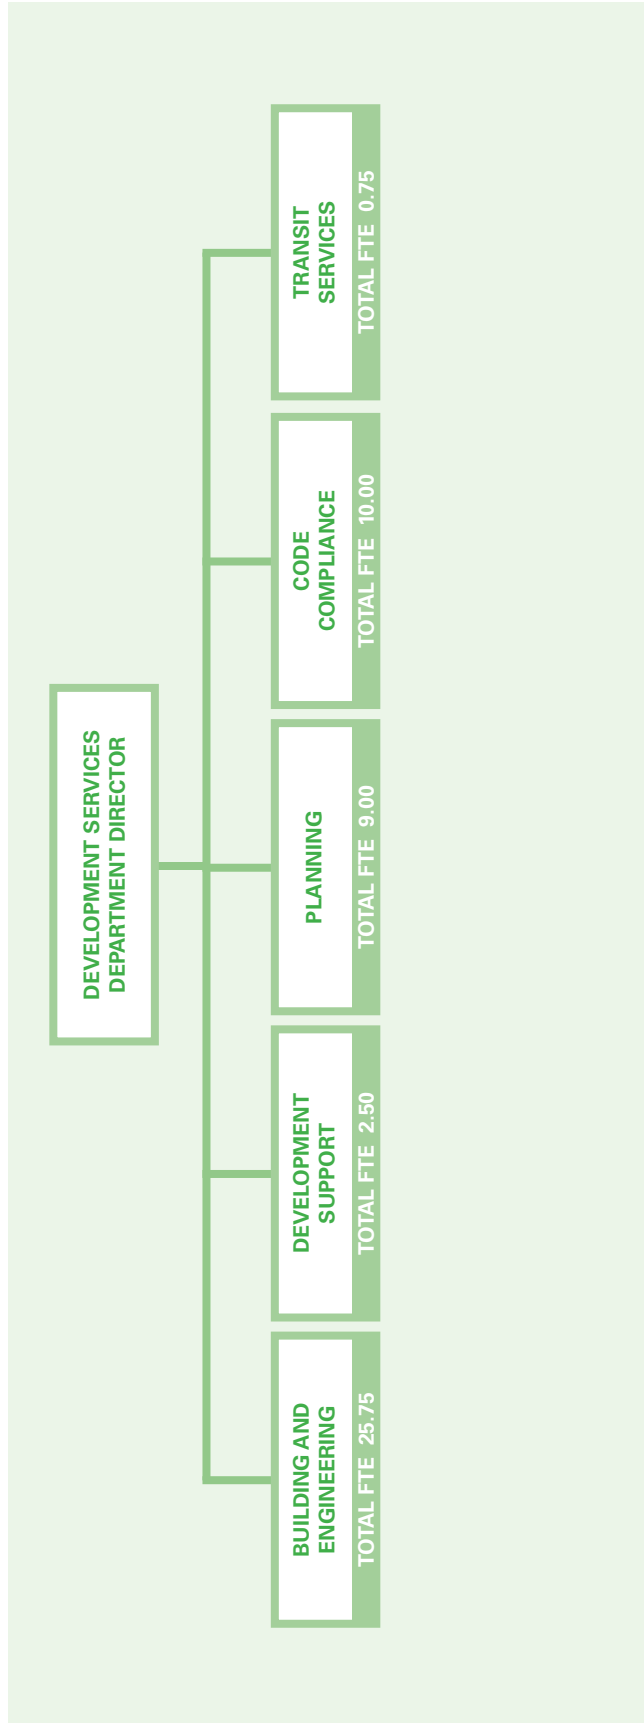 DEVELOPMENT SERVICES
DEPARTMENT DIRECTOR
BUILDING AND
ENGINEERING
TOTAL FTE 25.75
DEVELOPMENT
SUPPORT
TOTAL FTE 2.50
PLANNING
TOTAL FTE 9.00
CODE
COMPLIANCE
TOTAL FTE 10.00
TRANSIT
SERVICES
TOTAL FTE 0.75